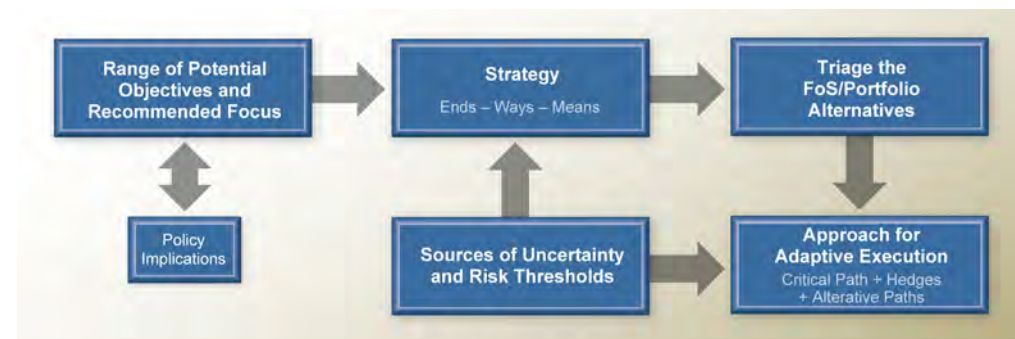 Range of Potential
Objectives and
Recommended Focus
Strategy
Ends – Ways – Means
Triage the
FoS/Portfolio
Alternatives
Policy
Implications
Sources of Uncertainty
and Risk Thresholds
Approach for
Adaptive Execution
Critical Path + Hedges
+ Alterative Paths